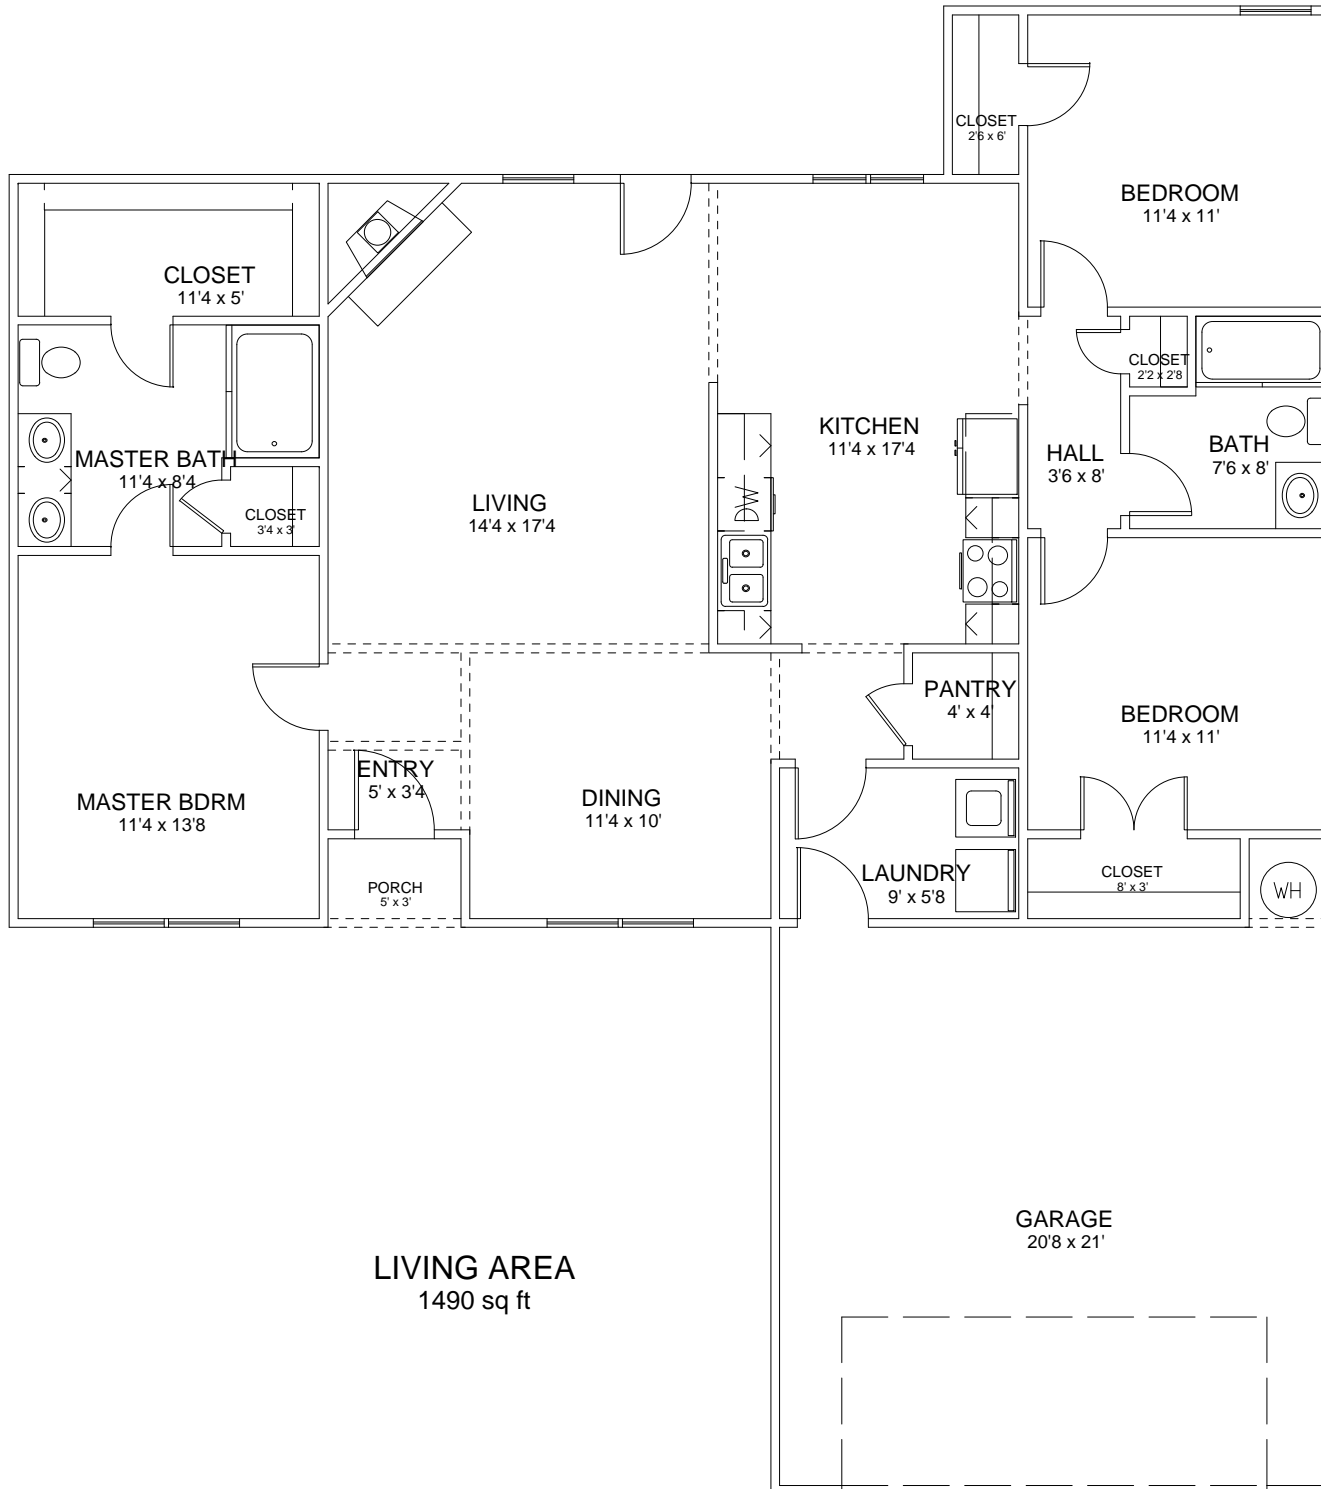 CLOSET
2'6 x 6'
BEDROOM
11'4 x 11'
CLOSET
11'4 x 5'
CLOSET
2'2 x 2'8
KITCHEN
11'4 x 17'4
HALL
3'6 x 8'
BATH
7'6 x 8'
MASTER BATH
11'4 x 8'4
CLOSET
3'4 x 3'
LIVING
14'4 x 17'4
DW
PANTRY
4' x 4'
BEDROOM
11'4 x 11'
ENTRY
5' x 3'4
MASTER BDRM
11'4 x 13'8
DINING
11'4 x 10'
PORCH
5' x 3'
LAUNDRY
9' x 5'8
CLOSET
8' x 3'
WH
GARAGE
20'8 x 21'
LIVING AREA
1490 sq ft